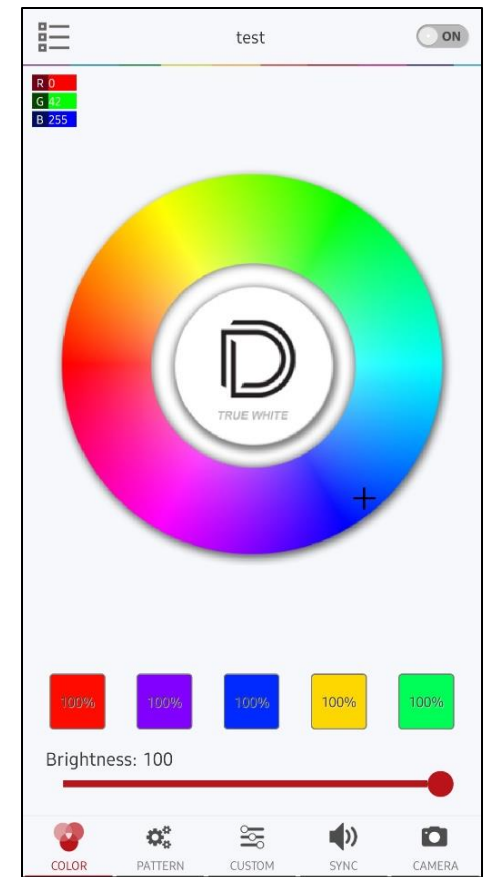 test
ON
R 0
G 42
B 255
D
TRUE WHITE
100% 100% 100% 100% 100%
Brightness: 100
COLOR PATTERN CUSTOM SYNC CAMERA